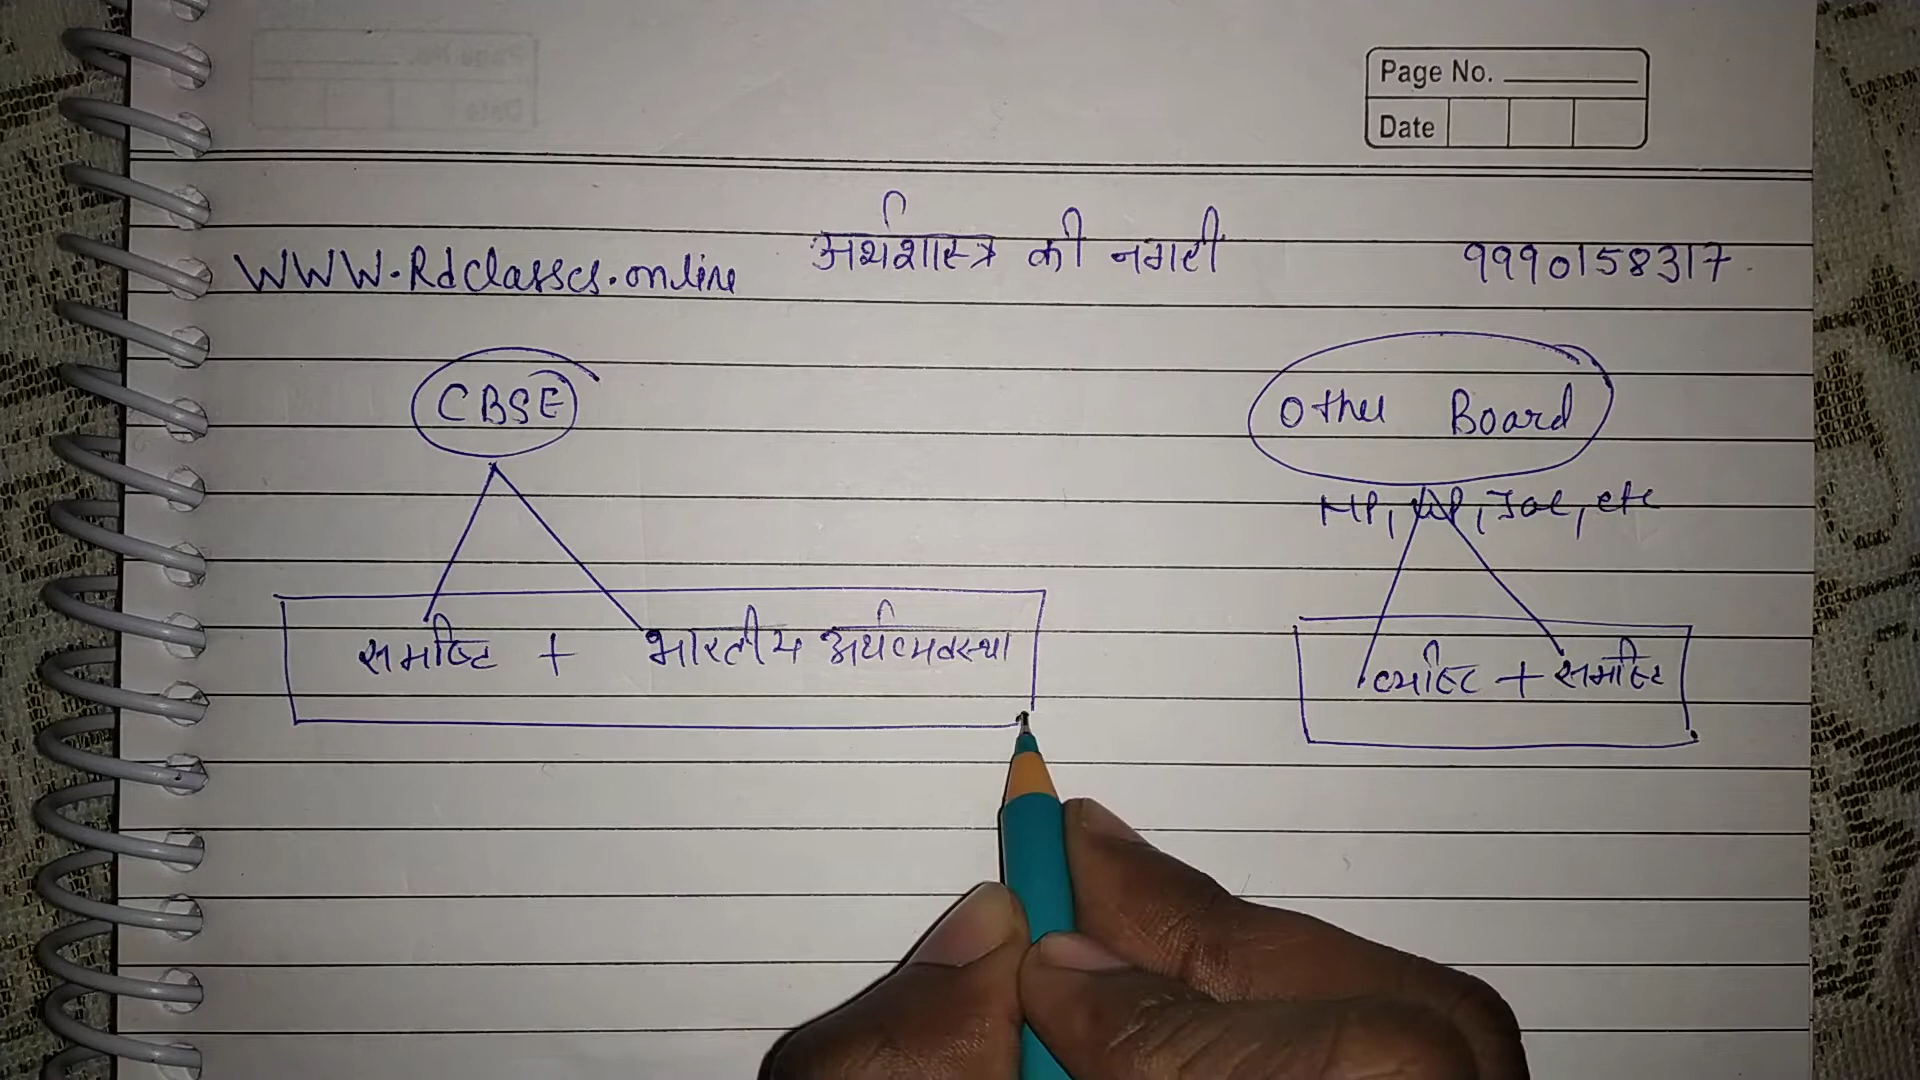 Page No.
Date
www.Rdclasses.online अर्थशास्त्र की नगरी 9990158317
CBSE Other Board
MP, UP, etc
समष्टि + भारतीय अर्थव्यवस्था व्यष्टि + समष्टि